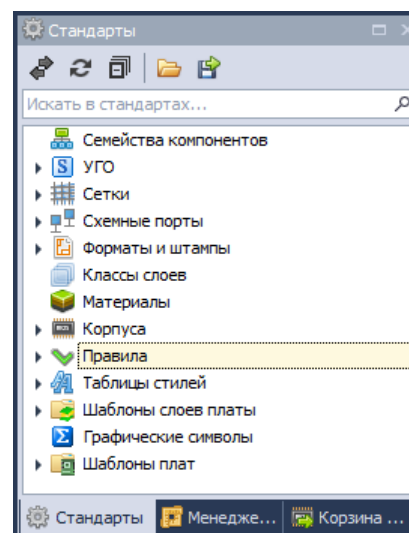 Стандарты
Искать в стандартах...
Семейства компонентов
S УГО
Сетки
Схемные порты
Форматы и штампы
Классы слоев
Материалы
Корпуса
Правила
Таблицы стилей
Шаблоны слоев платы
Σ Графические символы
Шаблоны плат
Стандарты Менедже... Корзина ...